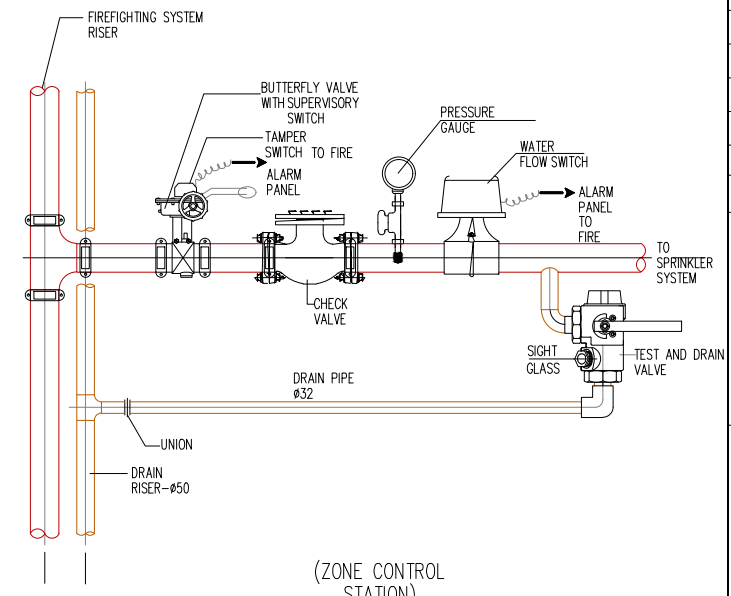 FIREFIGHTING SYSTEM
RISER
BUTTERFLY VALVE
WITH SUPERVISORY
SWITCH
TAMPER
SWITCH TO FIRE
ALARM
PANEL
PRESSURE
GAUGE
WATER
FLOW SWITCH
ALARM
PANEL
TO
FIRE
TO
SPRINKLER
SYSTEM
CHECK
VALVE
SIGHT
GLASS
TEST AND DRAIN
VALVE
DRAIN PIPE
ø32
UNION
DRAIN
RISER-ø50
(ZONE CONTROL
STATION)